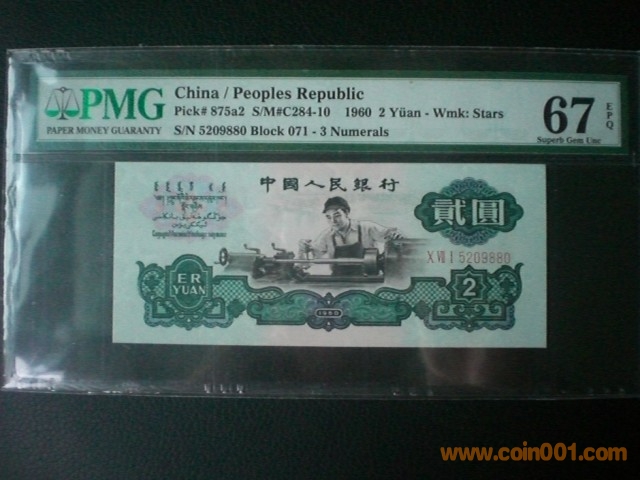 PMG
PAPER MONEY GUARANTY
China / Peoples Republic
Pick# 875a2 S/M#C284-10 1960 2 Yüan - Wmk: Stars
S/N 5209880 Block 071 - 3 Numerals
67
EPQ
Superb Gem Unc
中國人民銀行
貳圓
X VII I 5209880
ER
YUAN
1960
2
www.coin001.com